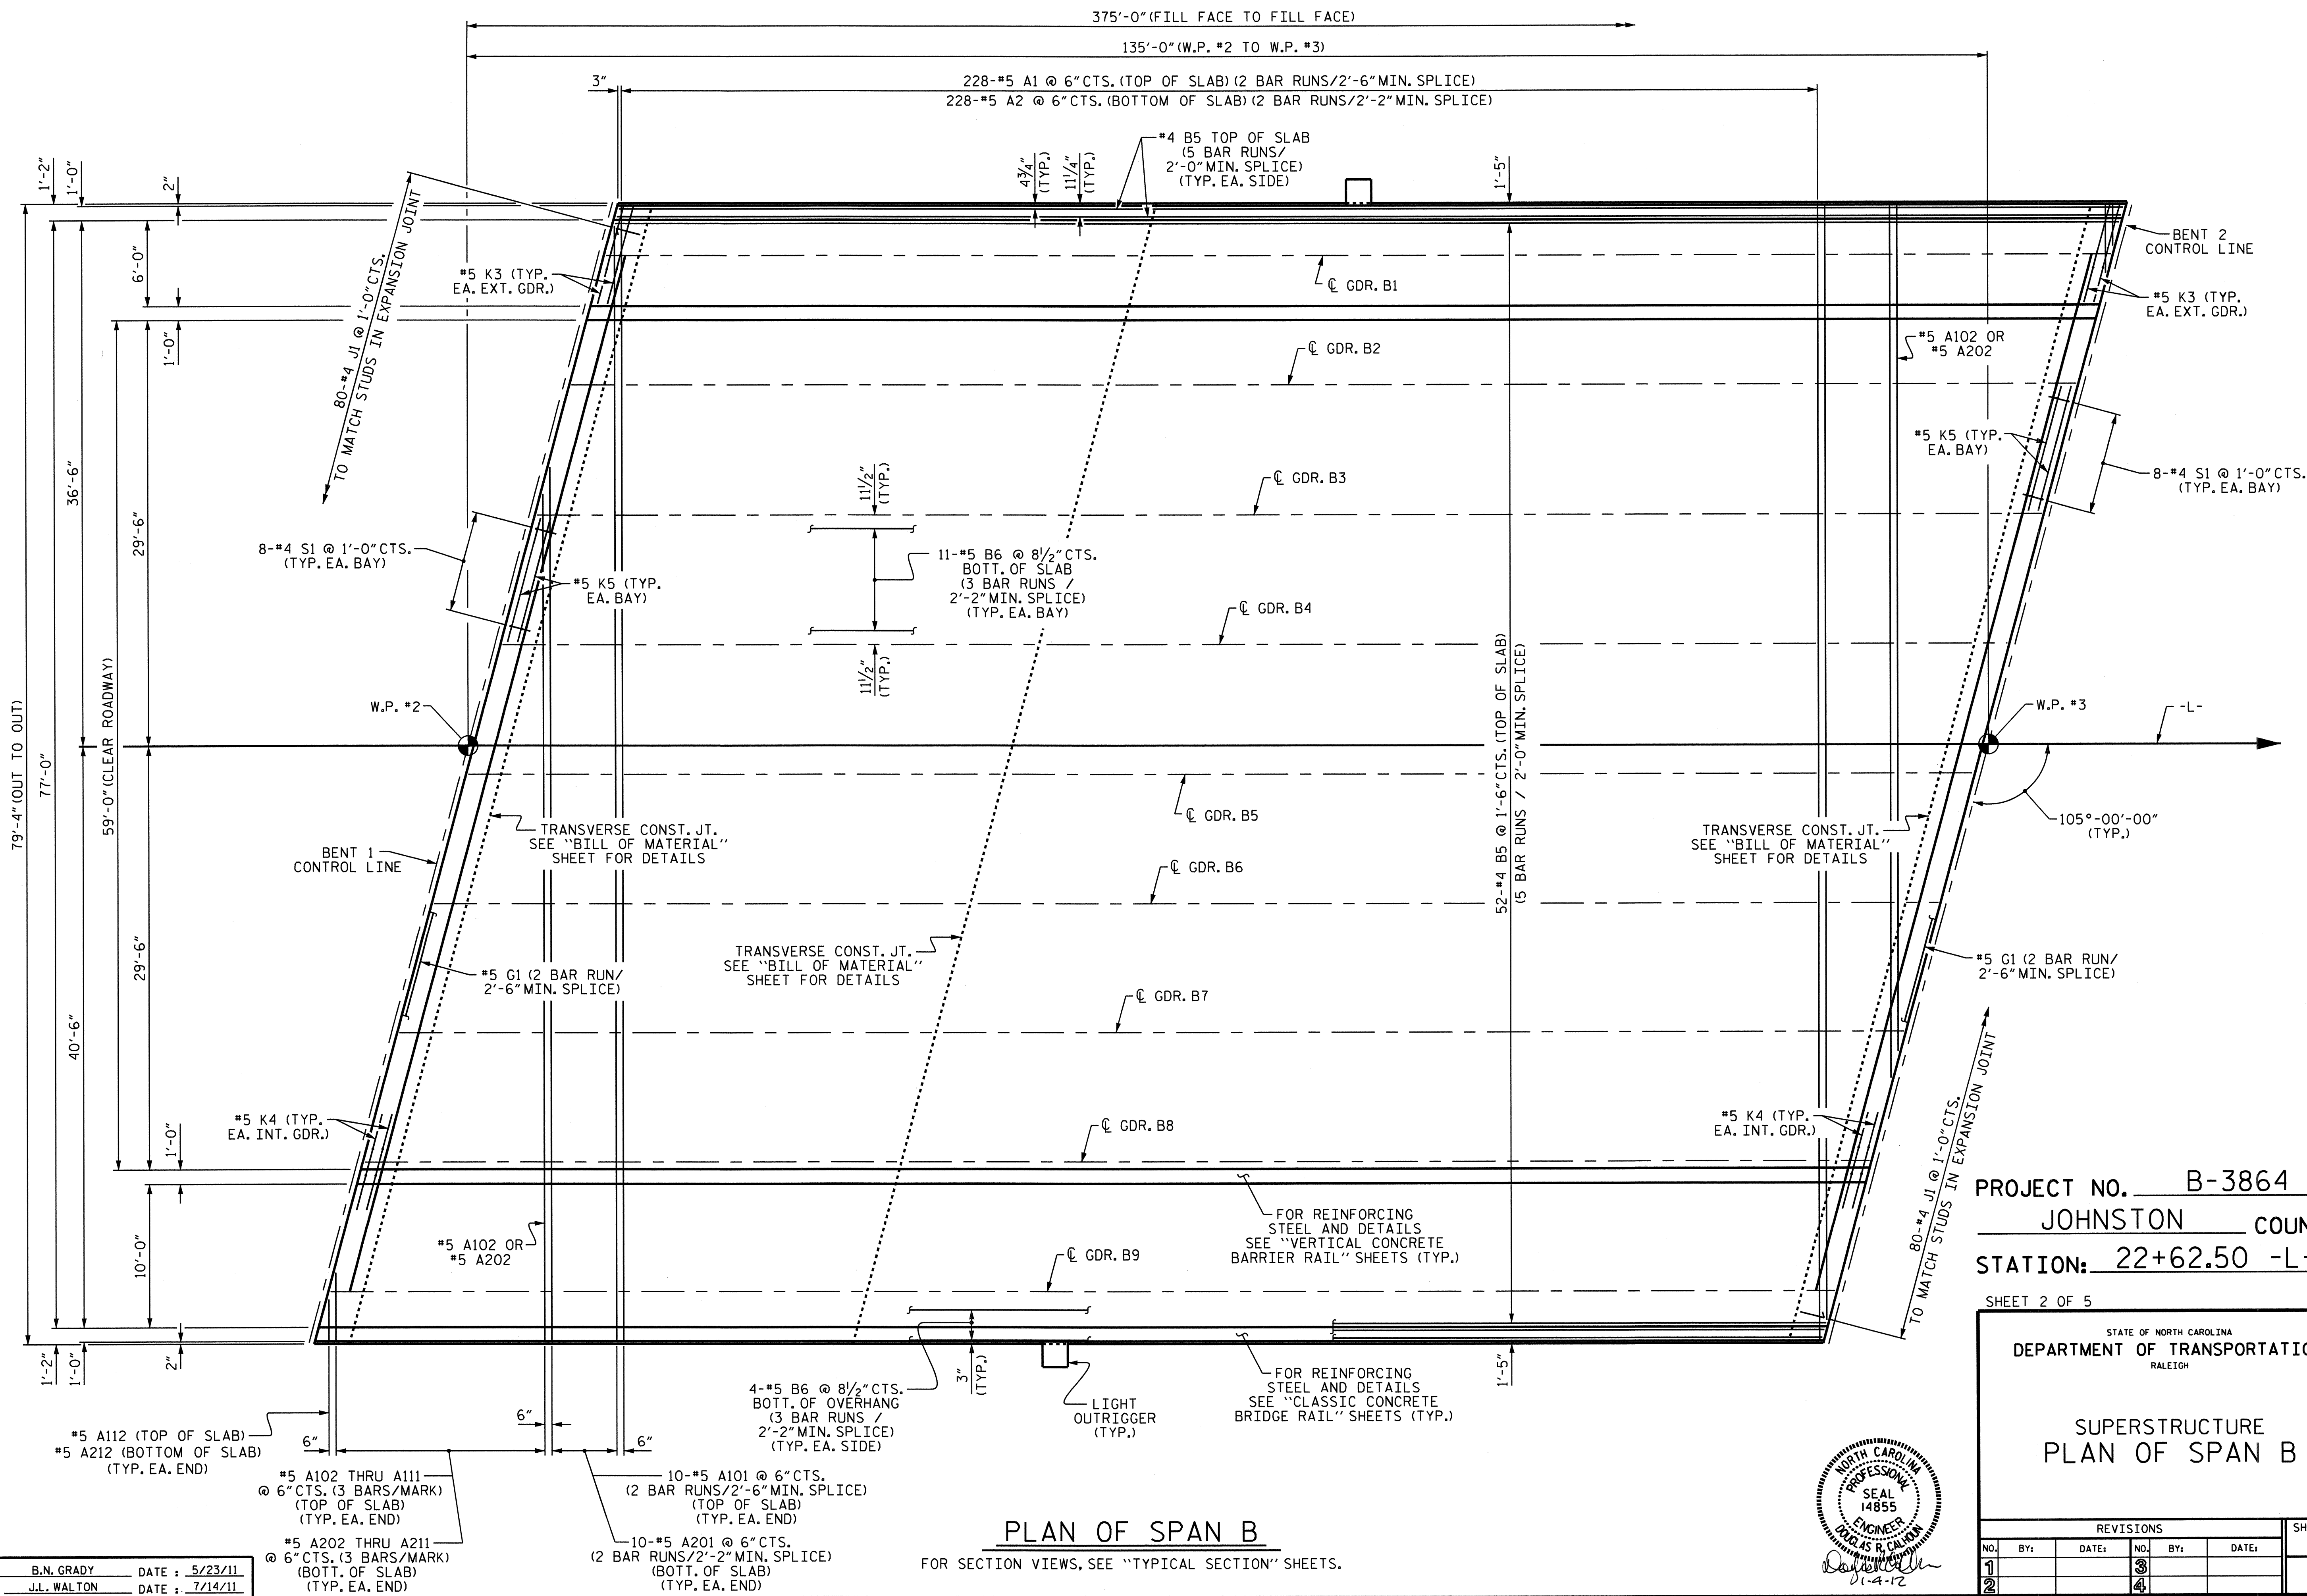 375'-0" (FILL FACE TO FILL FACE)
135'-0" (W.P. #2 TO W.P. #3)
3"
228-#5 A1 @ 6" CTS. (TOP OF SLAB) (2 BAR RUNS/2'-6" MIN. SPLICE)
228-#5 A2 @ 6" CTS. (BOTTOM OF SLAB) (2 BAR RUNS/2'-2" MIN. SPLICE)
#4 B5 TOP OF SLAB
(5 BAR RUNS/
2'-0" MIN. SPLICE)
(TYP. EA. SIDE)
4 3/4"
(TYP.)
11 1/4"
(TYP.)
1'-5"
1'-2"
1'-0"
2"
6'-0"
1'-0"
80-#4 J1 @ 1'-0" CTS.
TO MATCH STUDS IN EXPANSION JOINT
#5 K3 (TYP.
EA. EXT. GDR.)
℄ GDR. B1
BENT 2
CONTROL LINE
#5 K3 (TYP.
EA. EXT. GDR.)
℄ GDR. B2
#5 A102 OR
#5 A202
36'-6"
29'-6"
8-#4 S1 @ 1'-0" CTS.
(TYP. EA. BAY)
#5 K5 (TYP.
EA. BAY)
11 1/2"
(TYP.)
11-#5 B6 @ 8 1/2" CTS.
BOTT. OF SLAB
(3 BAR RUNS /
2'-2" MIN. SPLICE)
(TYP. EA. BAY)
11 1/2"
(TYP.)
℄ GDR. B3
℄ GDR. B4
#5 K5 (TYP.
EA. BAY)
8-#4 S1 @ 1'-0" CTS.
(TYP. EA. BAY)
52-#4 B5 @ 1'-6" CTS. (TOP OF SLAB)
(5 BAR RUNS / 2'-0" MIN. SPLICE)
79'-4" (OUT TO OUT)
77'-0"
59'-0" (CLEAR ROADWAY)
W.P. #2
W.P. #3
-L-
105°-00'-00"
(TYP.)
℄ GDR. B5
TRANSVERSE CONST. JT.
SEE "BILL OF MATERIAL"
SHEET FOR DETAILS
TRANSVERSE CONST. JT.
SEE "BILL OF MATERIAL"
SHEET FOR DETAILS
BENT 1
CONTROL LINE
℄ GDR. B6
TRANSVERSE CONST. JT.
SEE "BILL OF MATERIAL"
SHEET FOR DETAILS
#5 G1 (2 BAR RUN/
2'-6" MIN. SPLICE)
#5 G1 (2 BAR RUN/
2'-6" MIN. SPLICE)
29'-6"
40'-6"
℄ GDR. B7
80-#4 J1 @ 1'-0" CTS.
TO MATCH STUDS IN EXPANSION JOINT
#5 K4 (TYP.
EA. INT. GDR.)
℄ GDR. B8
#5 K4 (TYP.
EA. INT. GDR.)
1'-0"
10'-0"
#5 A102 OR
#5 A202
FOR REINFORCING
STEEL AND DETAILS
SEE "VERTICAL CONCRETE
BARRIER RAIL" SHEETS (TYP.)
℄ GDR. B9
1'-2"
1'-0"
2"
3"
(TYP.)
1'-5"
4-#5 B6 @ 8 1/2" CTS.
BOTT. OF OVERHANG
(3 BAR RUNS /
2'-2" MIN. SPLICE)
(TYP. EA. SIDE)
LIGHT
OUTRIGGER
(TYP.)
FOR REINFORCING
STEEL AND DETAILS
SEE "CLASSIC CONCRETE
BRIDGE RAIL" SHEETS (TYP.)
#5 A112 (TOP OF SLAB)
#5 A212 (BOTTOM OF SLAB)
(TYP. EA. END)
6"
6"
6"
#5 A102 THRU A111
@ 6" CTS. (3 BARS/MARK)
(TOP OF SLAB)
(TYP. EA. END)
#5 A202 THRU A211
@ 6" CTS. (3 BARS/MARK)
(BOTT. OF SLAB)
(TYP. EA. END)
10-#5 A101 @ 6" CTS.
(2 BAR RUNS/2'-6" MIN. SPLICE)
(TOP OF SLAB)
(TYP. EA. END)
10-#5 A201 @ 6" CTS.
(2 BAR RUNS/2'-2" MIN. SPLICE)
(BOTT. OF SLAB)
(TYP. EA. END)
PLAN OF SPAN B
FOR SECTION VIEWS, SEE "TYPICAL SECTION" SHEETS.
B.N. GRADY DATE : 5/23/11
J.L. WALTON DATE : 7/14/11
PROJECT NO. B-3864
JOHNSTON COUN
STATION: 22+62.50 -L-
SHEET 2 OF 5
STATE OF NORTH CAROLINA
DEPARTMENT OF TRANSPORTATIO
RALEIGH
SUPERSTRUCTURE
PLAN OF SPAN B
NORTH CAROLINA
PROFESSIONAL
SEAL
14855
ENGINEER
DOUGLAS R. CALHOUN
1-4-12
REVISIONS
SH
NO. BY: DATE: NO. BY: DATE:
1 3
2 4